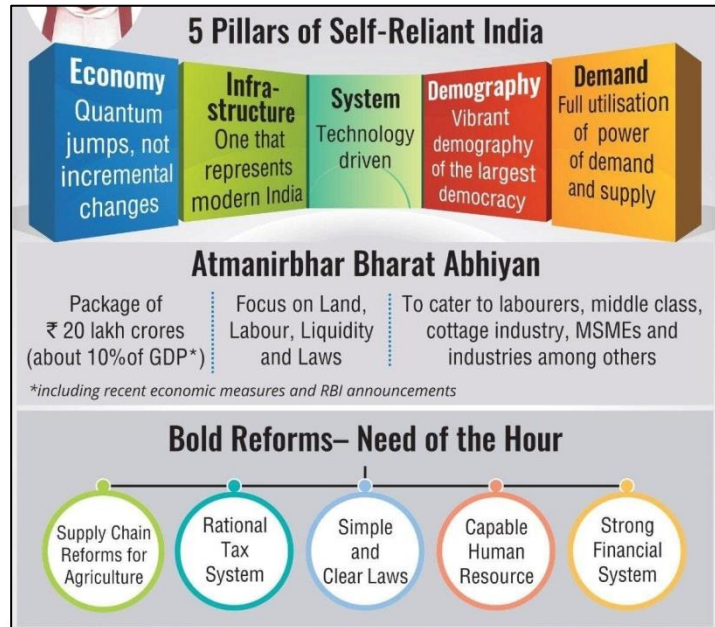 5 Pillars of Self-Reliant India
Economy
Quantum
jumps, not
incremental
changes
Infra-
structure
One that
represents
modern India
System
Technology
driven
Demography
Vibrant
demography
of the largest
democracy
Demand
Full utilisation
of power
of demand
and supply
Atmanirbhar Bharat Abhiyan
Package of
₹ 20 lakh crores
(about 10%of GDP*)
Focus on Land,
Labour, Liquidity
and Laws
To cater to labourers, middle class,
cottage industry, MSMEs and
industries among others
*including recent economic measures and RBI announcements
Bold Reforms– Need of the Hour
Supply Chain
Reforms for
Agriculture
Rational
Tax
System
Simple
and
Clear Laws
Capable
Human
Resource
Strong
Financial
System